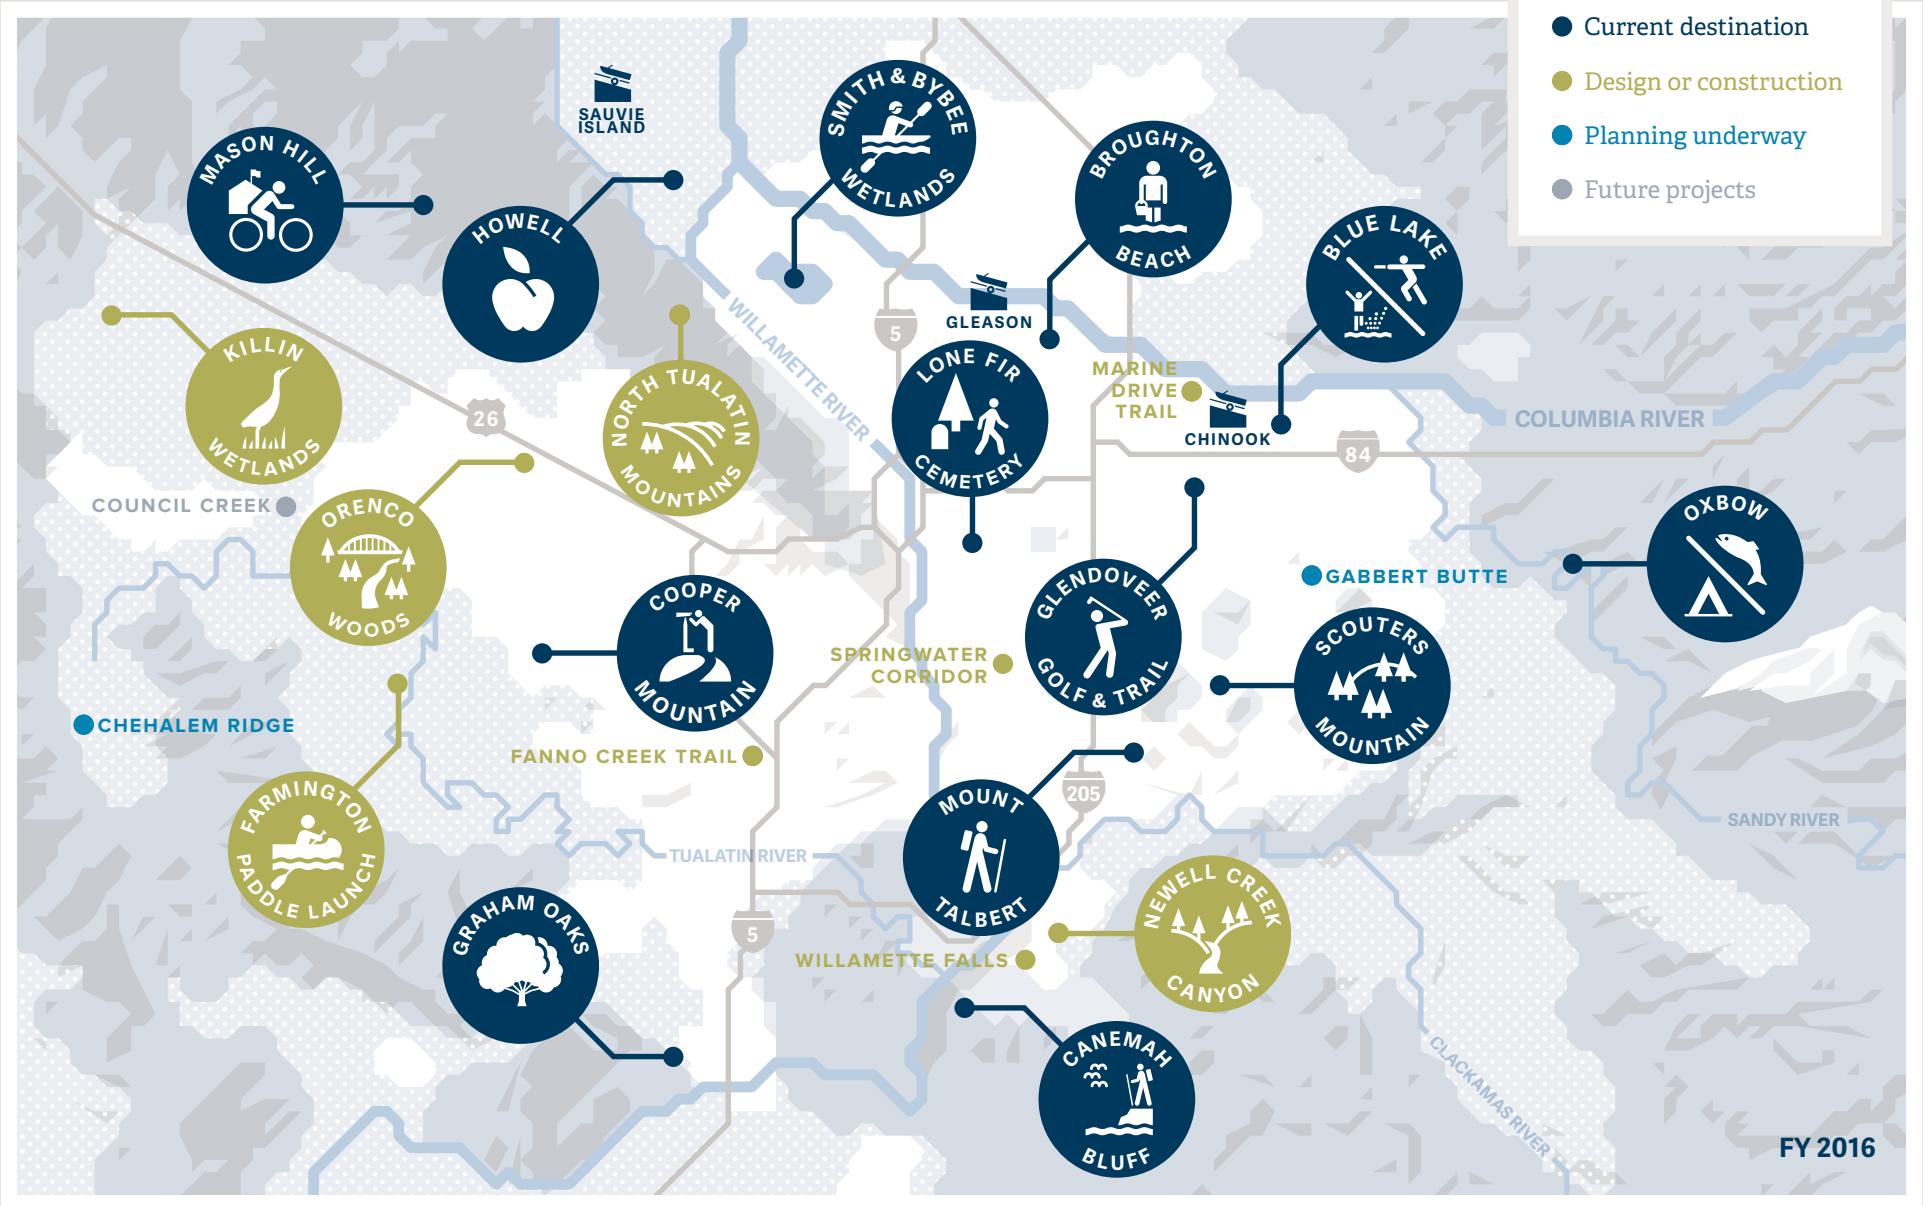 Current destination
Design or construction
Planning underway
Future projects
SAUVIE
ISLAND
SMITH & BYBEE
WETLANDS
MASON HILL
BROUGHTON
BEACH
HOWELL
BLUE LAKE
GLEASON
WILLAMETTE RIVER
5
KILLIN
WETLANDS
NORTH TUALATIN
MOUNTAINS
LONE FIR
CEMETERY
MARINE
DRIVE
TRAIL
CHINOOK
COLUMBIA RIVER
26
84
COUNCIL CREEK
ORENCO
WOODS
OXBOW
GABBERT BUTTE
COOPER
MOUNTAIN
GLENDOVEER
GOLF & TRAIL
SPRINGWATER
CORRIDOR
SCOUTERS
MOUNTAIN
CHEHALEM RIDGE
FANNO CREEK TRAIL
FARMINGTON
PADDLE LAUNCH
MOUNT
TALBERT
205
SANDY RIVER
TUALATIN RIVER
GRAHAM OAKS
5
NEWELL CREEK
CANYON
WILLAMETTE FALLS
CANEMAH
BLUFF
CLACKAMAS RIVER
FY 2016